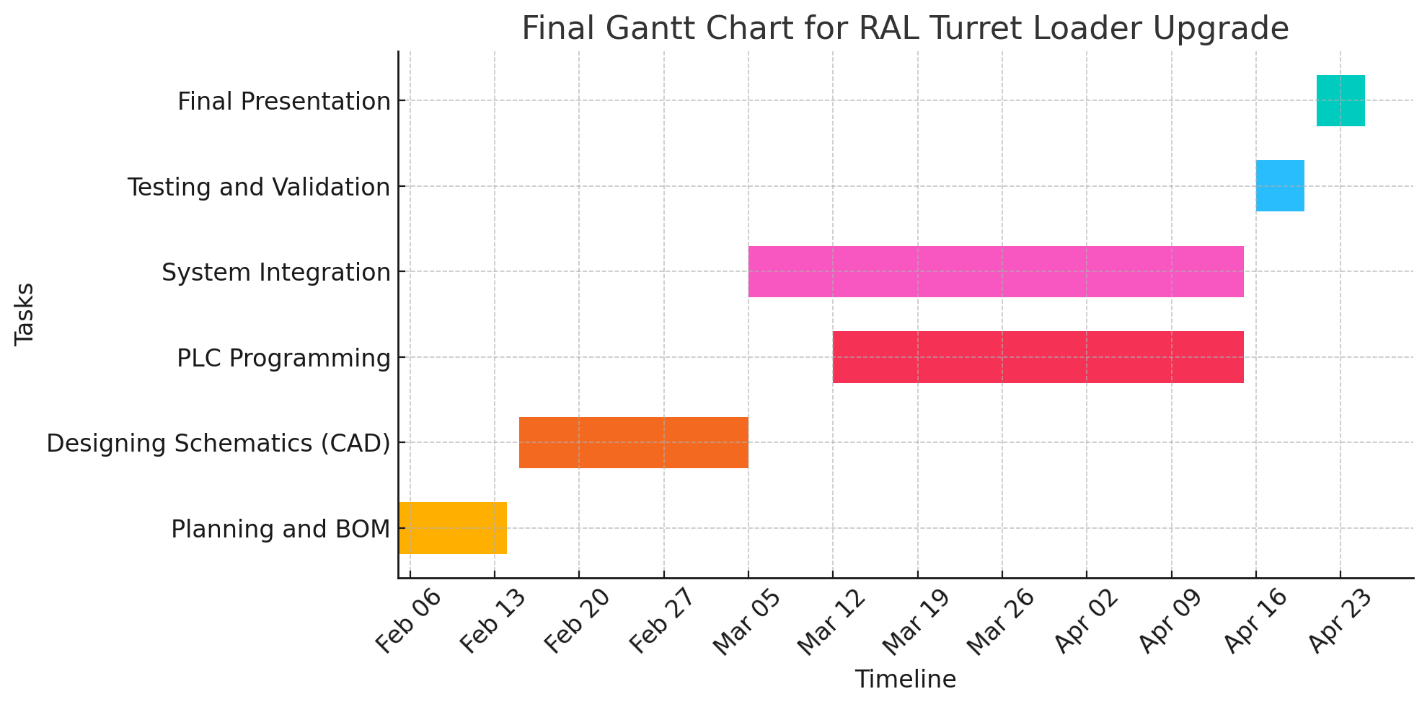 Final Gantt Chart for RAL Turret Loader Upgrade
Final Presentation
Testing and Validation
System Integration
PLC Programming
Designing Schematics (CAD)
Planning and BOM
Tasks
Feb 06
Feb 13
Feb 20
Feb 27
Mar 05
Mar 12
Mar 19
Mar 26
Apr 02
Apr 09
Apr 16
Apr 23
Timeline